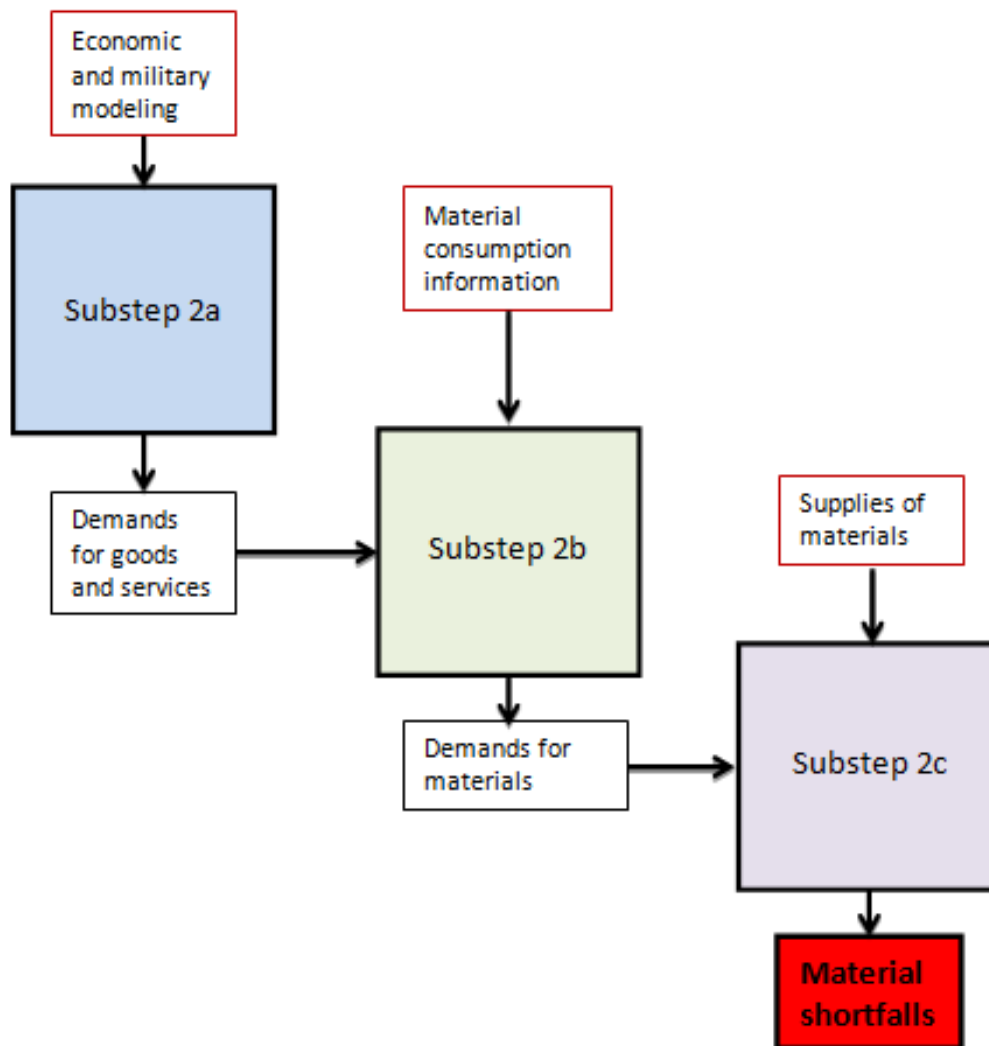 Economic
and military
modeling
Substep 2a
Material
consumption
information
Demands
for goods
and services
Substep 2b
Supplies of
materials
Demands for
materials
Substep 2c
Material
shortfalls